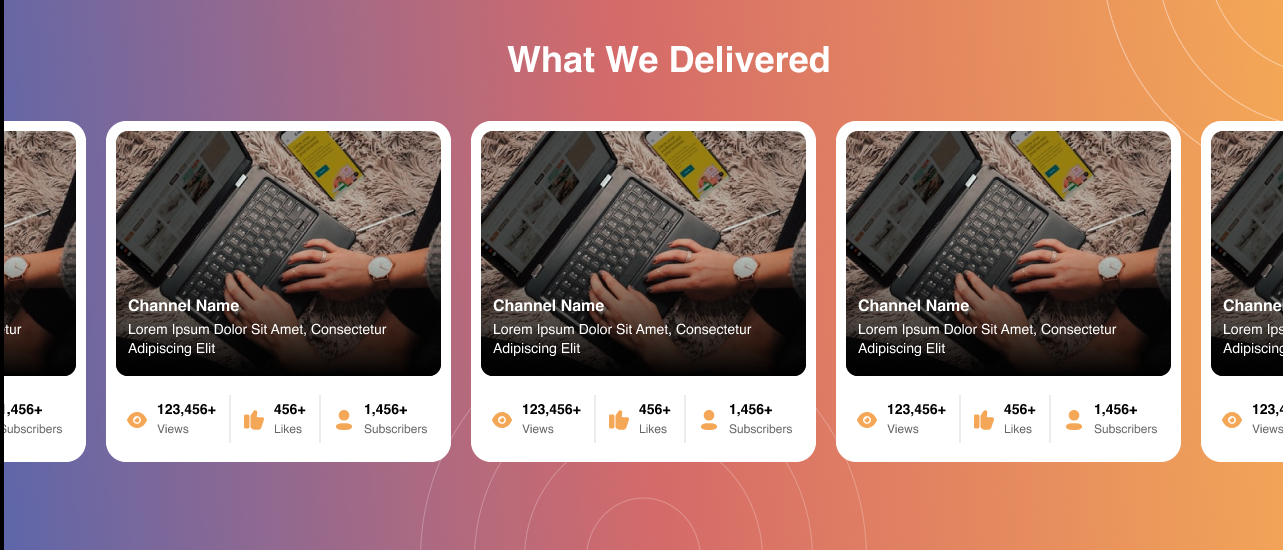 What We Delivered
etur
1,456+
Subscribers
Channel Name
Lorem Ipsum Dolor Sit Amet, Consectetur
Adipiscing Elit
123,456+
Views
456+
Likes
1,456+
Subscribers
Channel Name
Lorem Ipsum Dolor Sit Amet, Consectetur
Adipiscing Elit
123,456+
Views
456+
Likes
1,456+
Subscribers
Channel Name
Lorem Ipsum Dolor Sit Amet, Consectetur
Adipiscing Elit
123,456+
Views
456+
Likes
1,456+
Subscribers
Channe
Lorem Ips
Adipiscing
123,4
Views